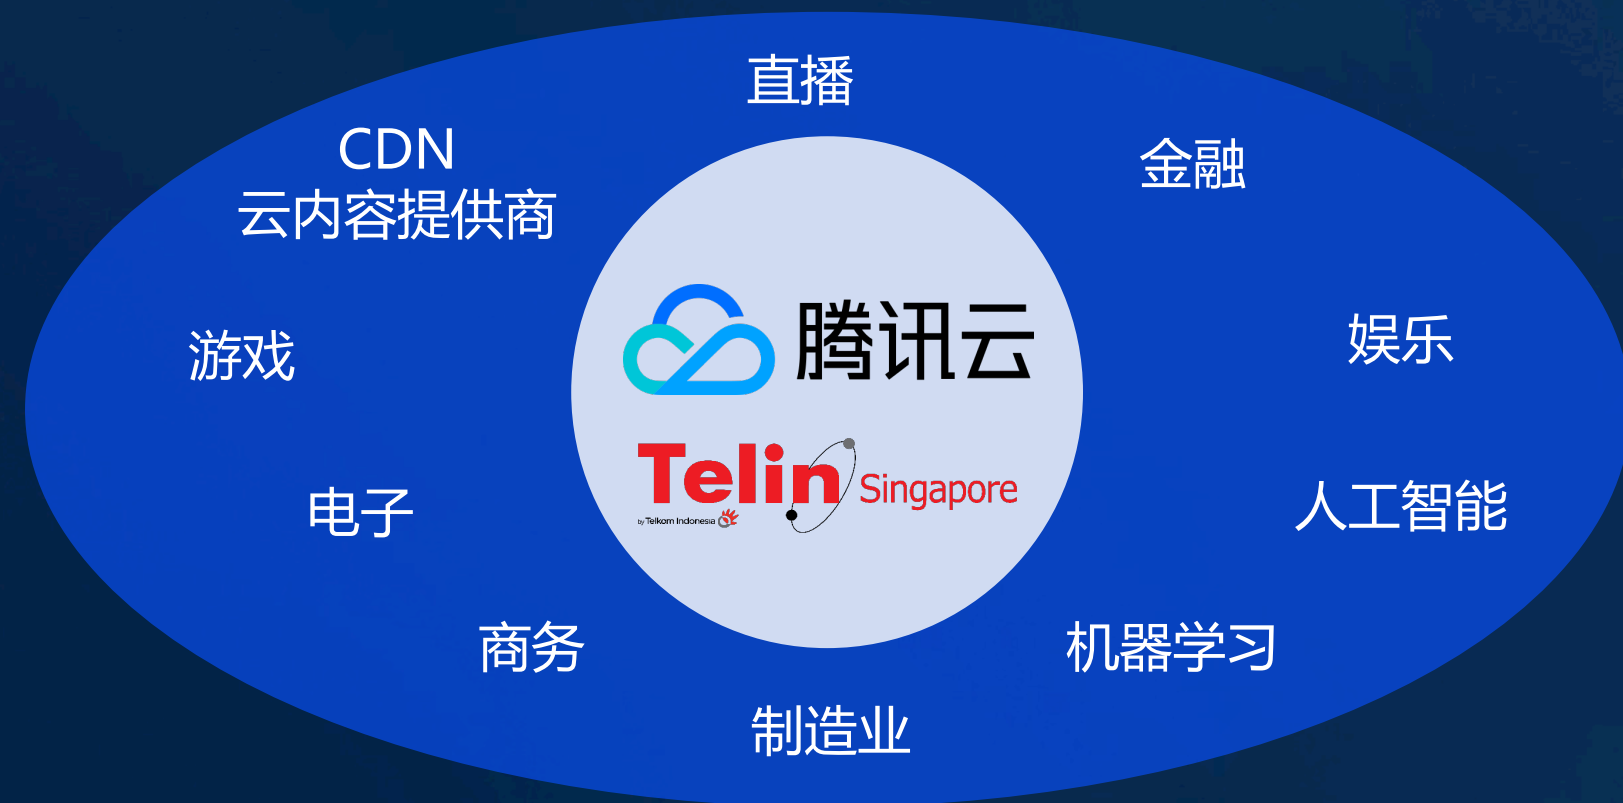 直播
CDN
云内容提供商
金融
游戏
娱乐
腾讯云
Telin Singapore
by Telkom Indonesia
电子
人工智能
商务
机器学习
制造业